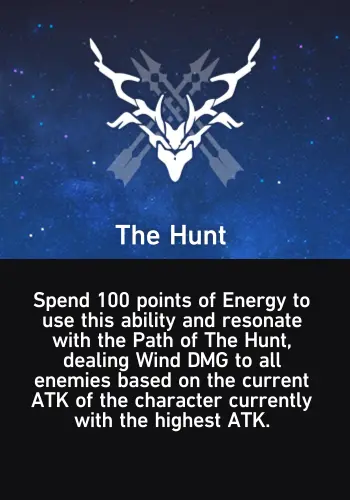 The Hunt
Spend 100 points of Energy to
use this ability and resonate
with the Path of The Hunt,
dealing Wind DMG to all
enemies based on the current
ATK of the character currently
with the highest ATK.